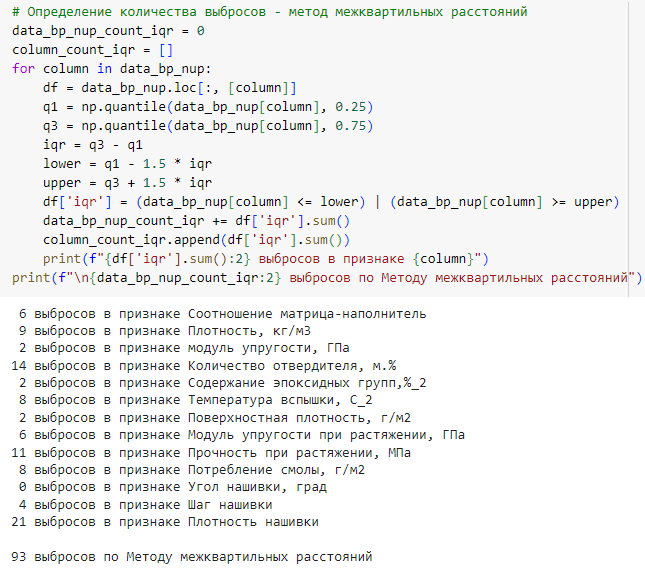 # Определение количества выбросов - метод межквартильных расстояний
data_bp_nup_count_iqr = 0
column_count_iqr = []
for column in data_bp_nup:
    df = data_bp_nup.loc[:, [column]]
    q1 = np.quantile(data_bp_nup[column], 0.25)
    q3 = np.quantile(data_bp_nup[column], 0.75)
    iqr = q3 - q1
    lower = q1 - 1.5 * iqr
    upper = q3 + 1.5 * iqr
    df['iqr'] = (data_bp_nup[column] <= lower) | (data_bp_nup[column] >= upper)
    data_bp_nup_count_iqr += df['iqr'].sum()
    column_count_iqr.append(df['iqr'].sum())
    print(f"{df['iqr'].sum():2} выбросов в признаке {column}")
print(f"\n{data_bp_nup_count_iqr:2} выбросов по Методу межквартильных расстояний")
 6 выбросов в признаке Соотношение матрица-наполнитель
 9 выбросов в признаке Плотность, кг/м3
 2 выбросов в признаке модуль упругости, ГПа
14 выбросов в признаке Количество отвердителя, м.%
 2 выбросов в признаке Содержание эпоксидных групп,%_2
 8 выбросов в признаке Температура вспышки, С_2
 2 выбросов в признаке Поверхностная плотность, г/м2
 6 выбросов в признаке Модуль упругости при растяжении, ГПа
11 выбросов в признаке Прочность при растяжении, МПа
 8 выбросов в признаке Потребление смолы, г/м2
 0 выбросов в признаке Угол нашивки, град
 4 выбросов в признаке Шаг нашивки
21 выбросов в признаке Плотность нашивки
93 выбросов по Методу межквартильных расстояний